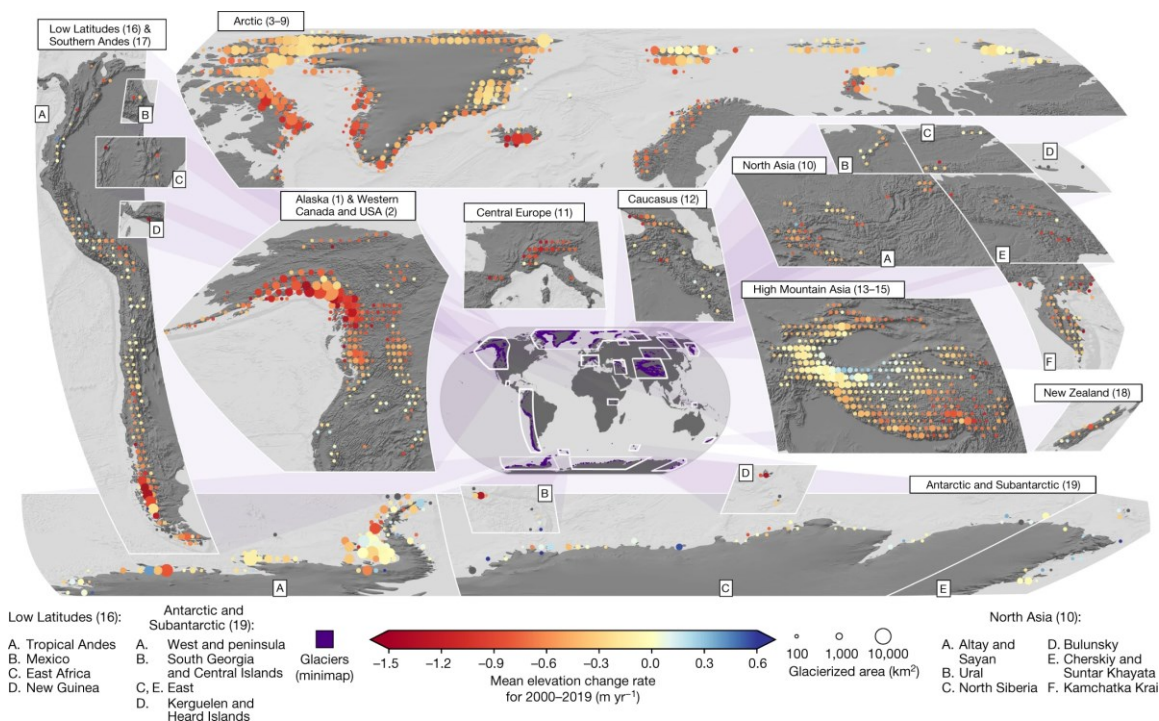 Low Latitudes (16) &
Southern Andes (17)
Arctic (3–9)
A
B
C
D
Alaska (1) & Western
Canada and USA (2)
Central Europe (11)
Caucasus (12)
North Asia (10)
B
C
D
A
E
F
High Mountain Asia (13–15)
New Zealand (18)
Antarctic and Subantarctic (19)
A
B
D
C
E
Low Latitudes (16):
A. Tropical Andes
B. Mexico
C. East Africa
D. New Guinea
Antarctic and
Subantarctic (19):
A. West and peninsula
B. South Georgia
and Central Islands
C, E. East
D. Kerguelen and
Heard Islands
Glaciers
(minimap)
−1.5 −1.2 −0.9 −0.6 −0.3 0.0 0.3 0.6
Mean elevation change rate
for 2000–2019 (m yr⁻¹)
100 1,000 10,000
Glacierized area (km²)
North Asia (10):
A. Altay and
Sayan
B. Ural
C. North Siberia
D. Bulunsky
E. Cherskiy and
Suntar Khayata
F. Kamchatka Krai